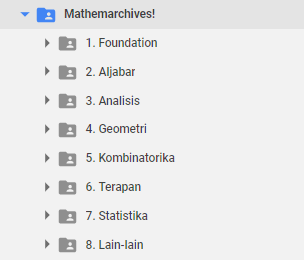 Mathemarchives!
1. Foundation
2. Aljabar
3. Analisis
4. Geometri
5. Kombinatorika
6. Terapan
7. Statistika
8. Lain-lain